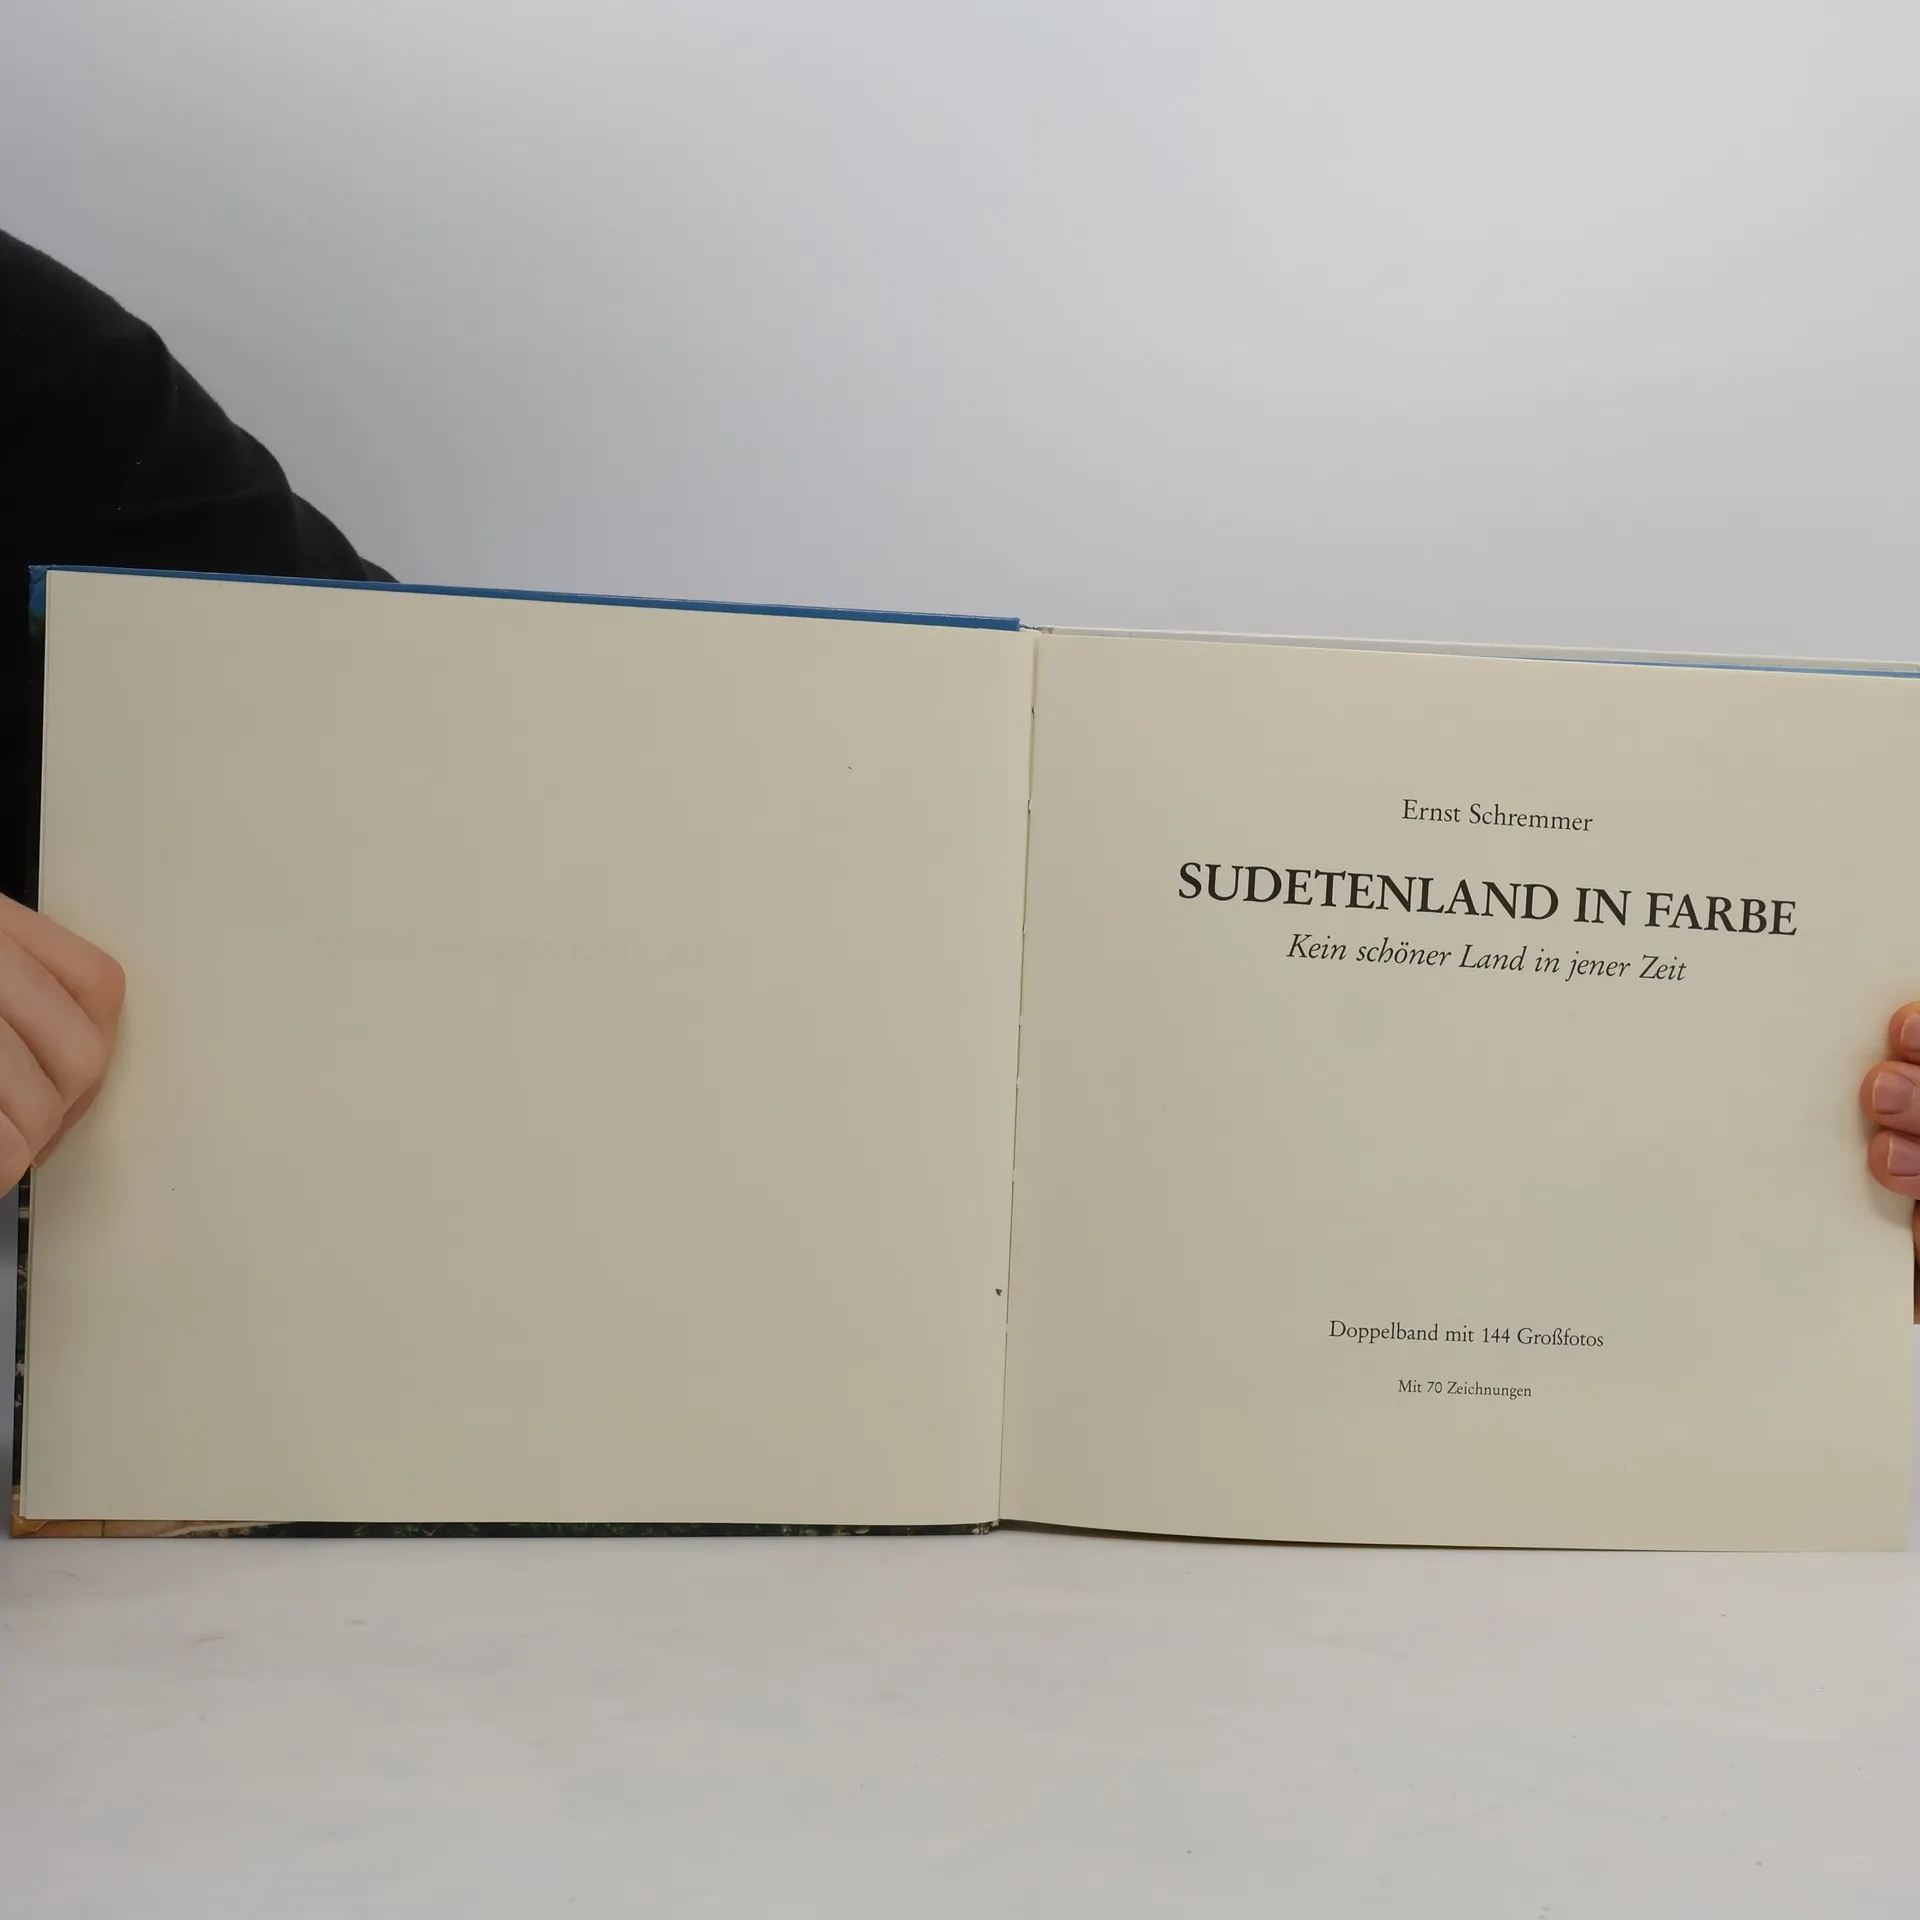 Ernst Schremmer
SUDETENLAND IN FARBE
Kein schöner Land in jener Zeit
Doppelband mit 144 Großfotos
Mit 70 Zeichnungen